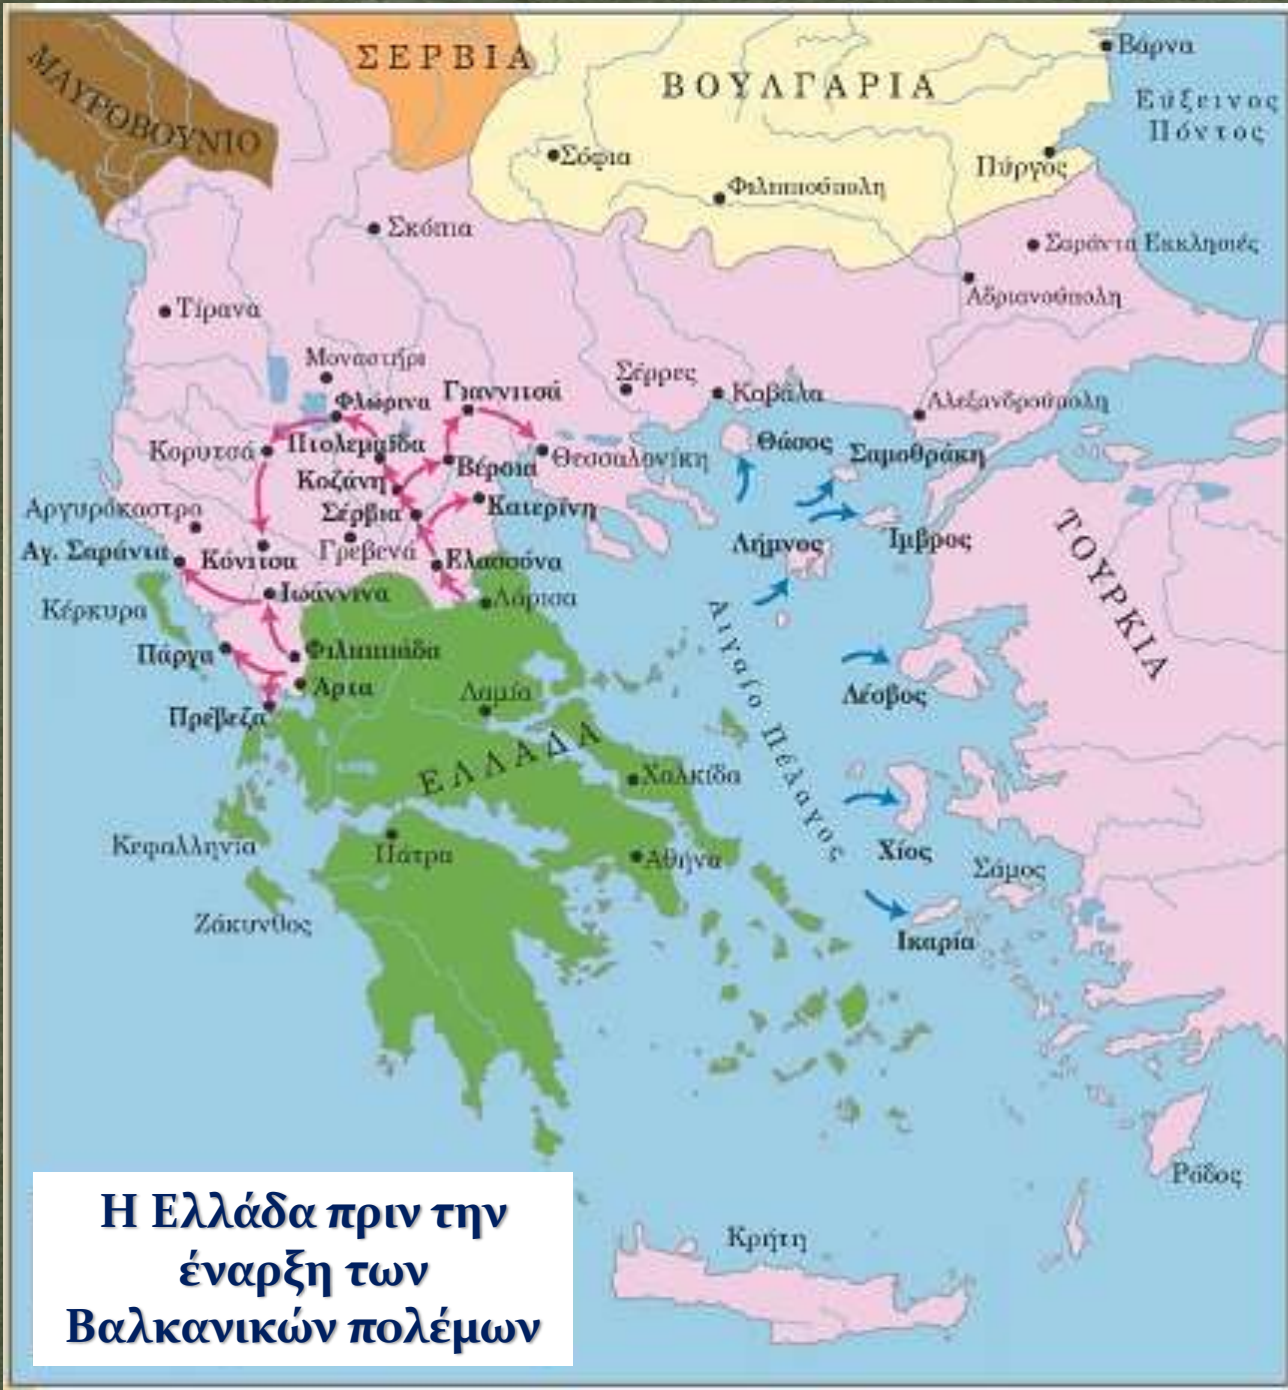 ΣΕΡΒΙΑ
Βάρνα
ΜΑΥΡΟΒΟΥΝΙΟ
ΒΟΥΛΓΑΡΙΑ
Εύξεινος
Πόντος
Σόφια
Πύργος
Φιλιππούπολη
Σκόπια
Σαράντα Εκκλησιές
Αδριανούπολη
Τίρανα
Μοναστήρι
Σέρρες
Γιαννιτσά
Καβάλα
Φλώρινα
Αλεξανδρούπολη
Κορυτσά
Πτολεμαΐδα
Θάσος
Σαμοθράκη
Βέροια
Θεσσαλονίκη
Κοζάνη
Αργυρόκαστρο
Σέρβια
Κατερίνη
ΤΟΥΡΚΙΑ
Αγ. Σαράντα
Κόνιτσα
Γρεβενά
Λήμνος
Ίμβρος
Ελασσόνα
Κέρκυρα
Ιωάννινα
Λάρισα
Αιγαίο Πέλαγος
Πάργα
Φιλιππιάδα
Άρτα
Λαμία
Λέσβος
Πρέβεζα
ΕΛΛΑΔΑ
Χαλκίδα
Κεφαλληνία
Πάτρα
Αθήνα
Χίος
Σάμος
Ζάκυνθος
Ικαρία
Ρόδος
Κρήτη
Η Ελλάδα πριν την
έναρξη των
Βαλκανικών πολέμων